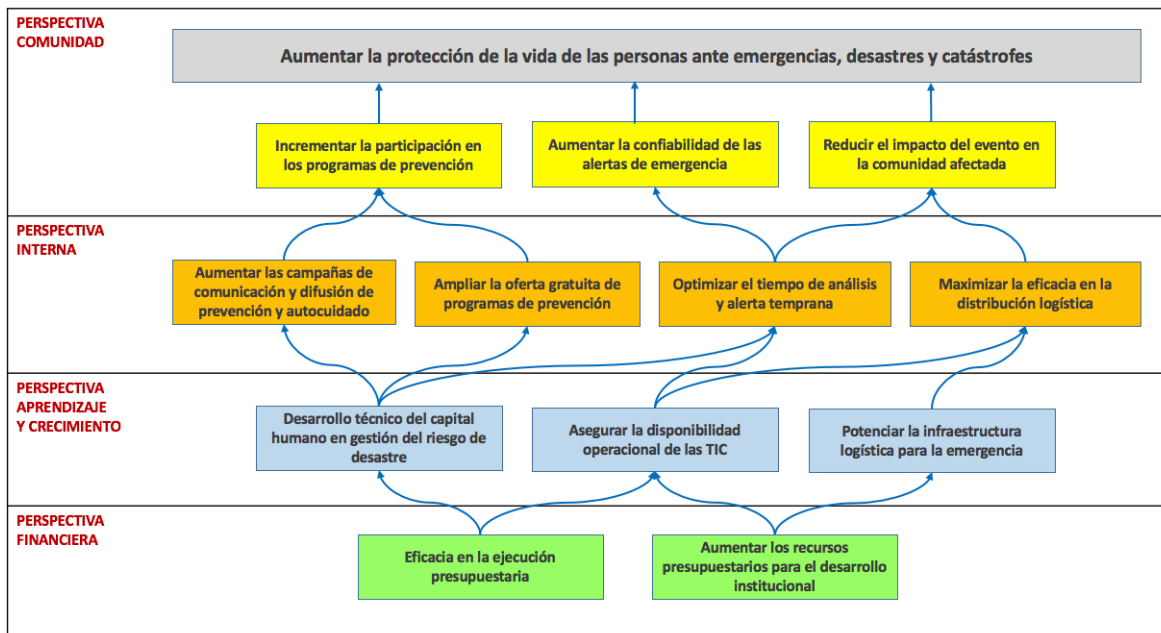 PERSPECTIVA
COMUNIDAD
Aumentar la protección de la vida de las personas ante emergencias, desastres y catástrofes
Incrementar la participación en
los programas de prevención
Aumentar la confiabilidad de las
alertas de emergencia
Reducir el impacto del evento en
la comunidad afectada
PERSPECTIVA
INTERNA
Aumentar las campañas de
comunicación y difusión de
prevención y autocuidado
Ampliar la oferta gratuita de
programas de prevención
Optimizar el tiempo de análisis
y alerta temprana
Maximizar la eficacia en la
distribución logística
PERSPECTIVA
APRENDIZAJE
Y CRECIMIENTO
Desarrollo técnico del capital
humano en gestión del riesgo de
desastre
Asegurar la disponibilidad
operacional de las TIC
Potenciar la infraestructura
logística para la emergencia
PERSPECTIVA
FINANCIERA
Eficacia en la ejecución
presupuestaria
Aumentar los recursos
presupuestarios para el desarrollo
institucional